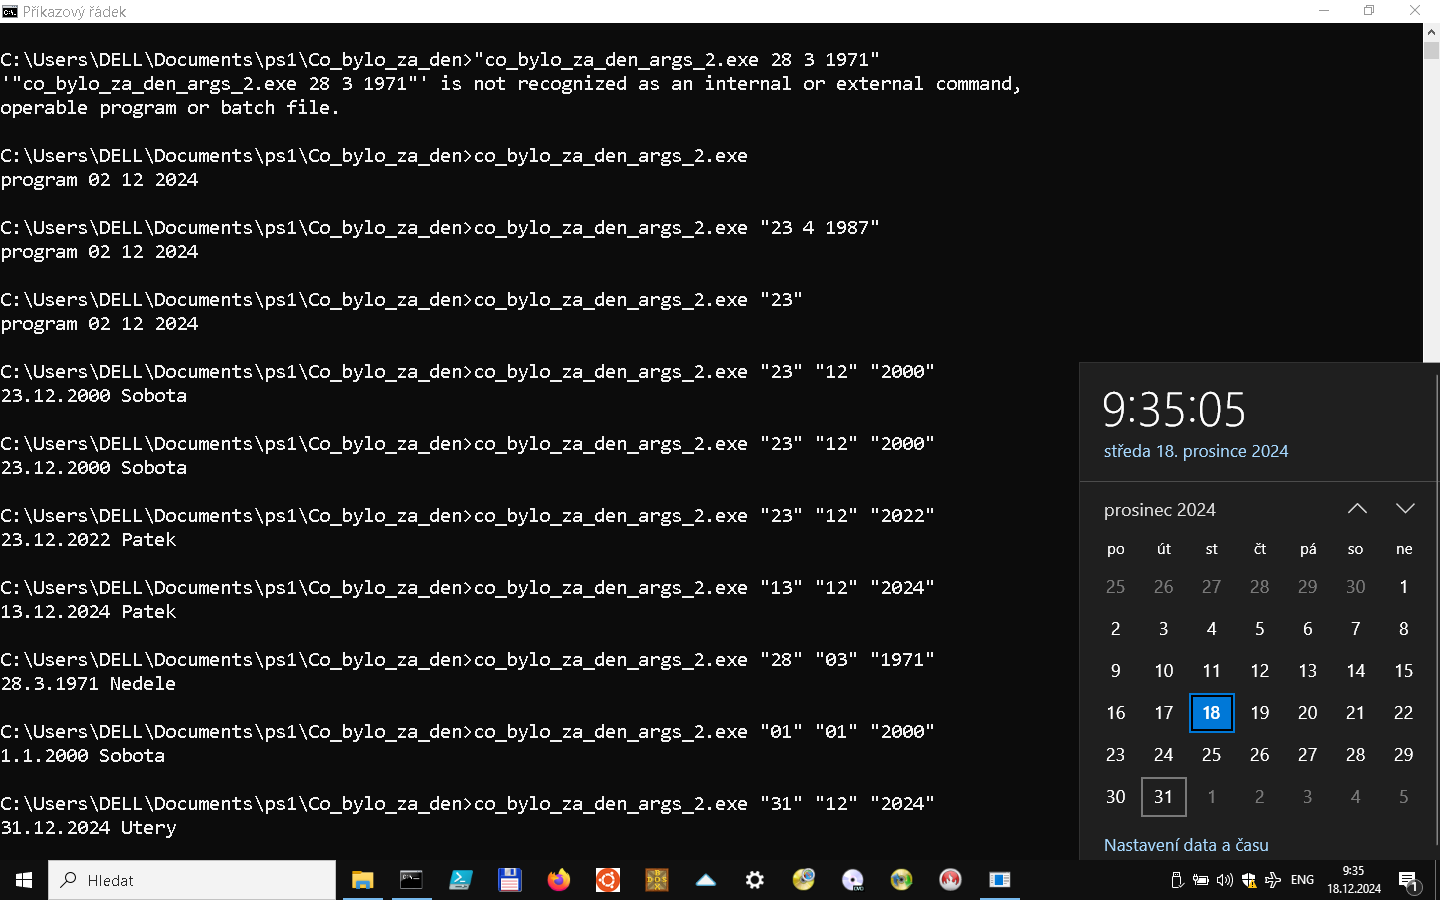 Příkazový řádek
C:\Users\DELL\Documents\ps1\Co_bylo_za_den>"co_bylo_za_den_args_2.exe 28 3 1971"
'"co_bylo_za_den_args_2.exe 28 3 1971"' is not recognized as an internal or external command,
operable program or batch file.
C:\Users\DELL\Documents\ps1\Co_bylo_za_den>co_bylo_za_den_args_2.exe
program 02 12 2024
C:\Users\DELL\Documents\ps1\Co_bylo_za_den>co_bylo_za_den_args_2.exe "23 4 1987"
program 02 12 2024
C:\Users\DELL\Documents\ps1\Co_bylo_za_den>co_bylo_za_den_args_2.exe "23"
program 02 12 2024
C:\Users\DELL\Documents\ps1\Co_bylo_za_den>co_bylo_za_den_args_2.exe "23" "12" "2000"
23.12.2000 Sobota
C:\Users\DELL\Documents\ps1\Co_bylo_za_den>co_bylo_za_den_args_2.exe "23" "12" "2000"
23.12.2000 Sobota
C:\Users\DELL\Documents\ps1\Co_bylo_za_den>co_bylo_za_den_args_2.exe "23" "12" "2022"
23.12.2022 Patek
C:\Users\DELL\Documents\ps1\Co_bylo_za_den>co_bylo_za_den_args_2.exe "13" "12" "2024"
13.12.2024 Patek
C:\Users\DELL\Documents\ps1\Co_bylo_za_den>co_bylo_za_den_args_2.exe "28" "03" "1971"
28.3.1971 Nedele
C:\Users\DELL\Documents\ps1\Co_bylo_za_den>co_bylo_za_den_args_2.exe "01" "01" "2000"
1.1.2000 Sobota
C:\Users\DELL\Documents\ps1\Co_bylo_za_den>co_bylo_za_den_args_2.exe "31" "12" "2024"
31.12.2024 Utery
9:35:05
středa 18. prosince 2024
prosinec 2024
po út st čt pá so ne
25 26 27 28 29 30 1
2 3 4 5 6 7 8
9 10 11 12 13 14 15
16 17 18 19 20 21 22
23 24 25 26 27 28 29
30 31 1 2 3 4 5
Nastavení data a času
Hledat
DOS
ENG
9:35
18.12.2024
1